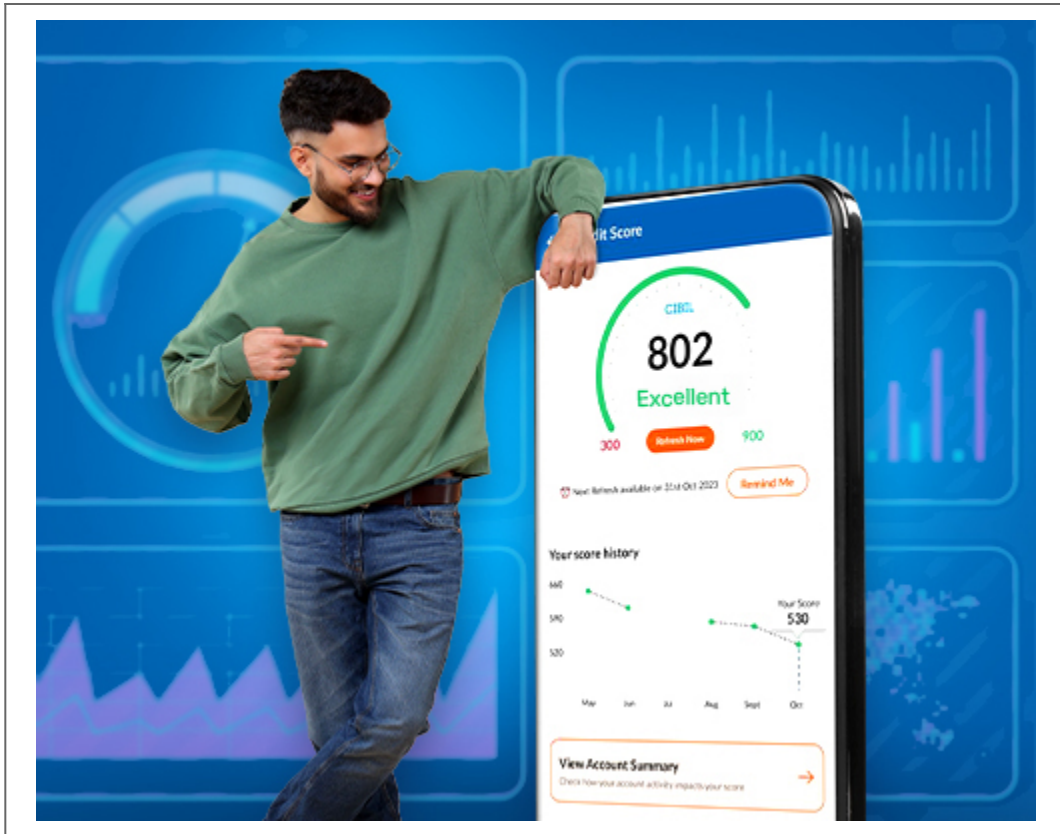 dit Score
CIBIL
802
Excellent
300
Refresh Now
900
Next Refresh available on 31st Oct 2023
Remind Me
Your score history
660
590
520
Your Score
530
May Jun Jul Aug Sept Oct
View Account Summary
Check how your account activity impacts your score